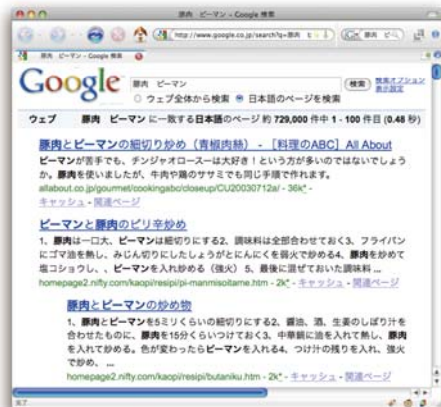 豚肉 ピーマン - Google 検索
http://www.google.co.jp/search?q=豚肉 ピ
豚肉 ピーマン - Google 検索
Google
豚肉 ピーマン
検索
検索オプション
表示設定
ウェブ全体から検索 日本語のページを検索
ウェブ 豚肉 ピーマン に一致する日本語のページ 約 729,000 件中 1 - 100 件目 (0.48 秒)
豚肉とピーマンの細切り炒め（青椒肉絲） - ［料理のABC］ All About
ピーマンが苦手でも、チンジャオロースーは大好き！という方が多いのではないでしょう
か。豚肉を使いましたが、牛肉や鶏のササミでも同じ手順で作れます。
allabout.co.jp/gourmet/cookingabc/closeup/CU20030712a/ - 36k -
キャッシュ - 関連ページ
ピーマンと豚肉のピリ辛炒め
1、豚肉は一口大、ピーマンは細切りにする2、調味料は全部合わせておく3、フライパン
にゴマ油を熱し、みじん切りにしたしょうがとにんにくを弱火で炒める4、豚肉を炒めて
塩コショウし、、ピーマンを入れ炒める（強火） 5、最後に混ぜておいた調味料 ...
homepage2.nifty.com/kaopi/resipi/pi-manmisoitame.htm - 2k - キャッシュ - 関連ページ
豚肉とピーマンの炒め物
1、豚肉とピーマンを5ミリくらいの細切りにする2、醤油、酒、生姜のしぼり汁を
合わせたものに、豚肉を15分くらいつけておく3、中華鍋に油を入れて熱し、豚肉
を入れて炒める。色が変わったらピーマンを入れる4、つけ汁の残りを入れ、強火
で炒め、 ...
homepage2.nifty.com/kaopi/resipi/butaniku.htm - 2k - キャッシュ - 関連ページ
完了